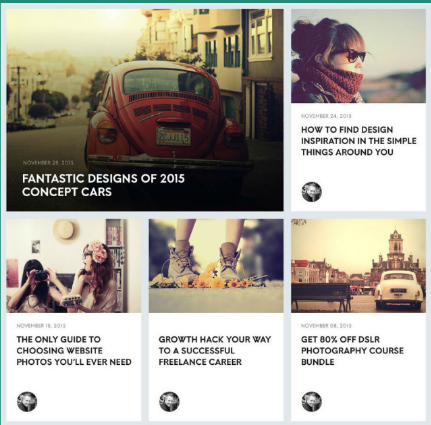 NOVEMBER 28, 2015
FANTASTIC DESIGNS OF 2015
CONCEPT CARS
NOVEMBER 24, 2015
HOW TO FIND DESIGN
INSPIRATION IN THE SIMPLE
THINGS AROUND YOU
NOVEMBER 19, 2015
THE ONLY GUIDE TO
CHOOSING WEBSITE
PHOTOS YOU'LL EVER NEED
GROWTH HACK YOUR WAY
TO A SUCCESSFUL
FREELANCE CAREER
NOVEMBER 08, 2015
GET 80% OFF DSLR
PHOTOGRAPHY COURSE
BUNDLE